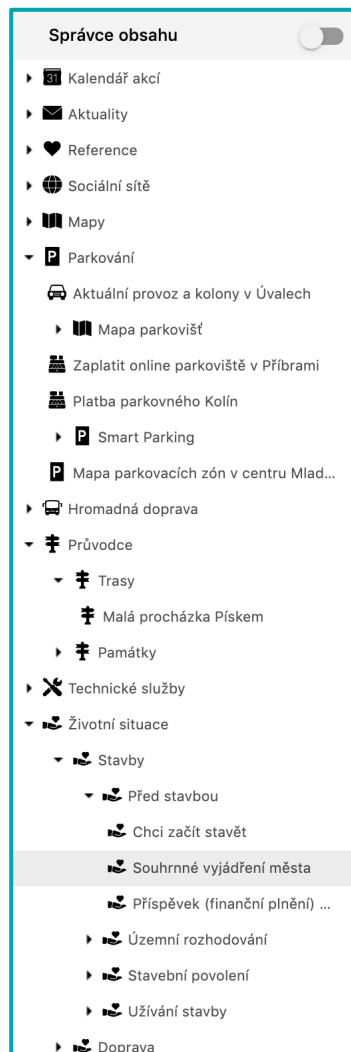 Správce obsahu
31 Kalendář akcí
Aktuality
Reference
Sociální sítě
Mapy
P Parkování
Aktuální provoz a kolony v Úvalech
Mapa parkovišť
Zaplatit online parkoviště v Příbrami
Platba parkovného Kolín
P Smart Parking
P Mapa parkovacích zón v centru Mlad...
Hromadná doprava
Průvodce
Trasy
Malá procházka Pískem
Památky
Technické služby
Životní situace
Stavby
Před stavbou
Chci začít stavět
Souhrnné vyjádření města
Příspěvek (finanční plnění) ...
Územní rozhodování
Stavební povolení
Užívání stavby
Doprava